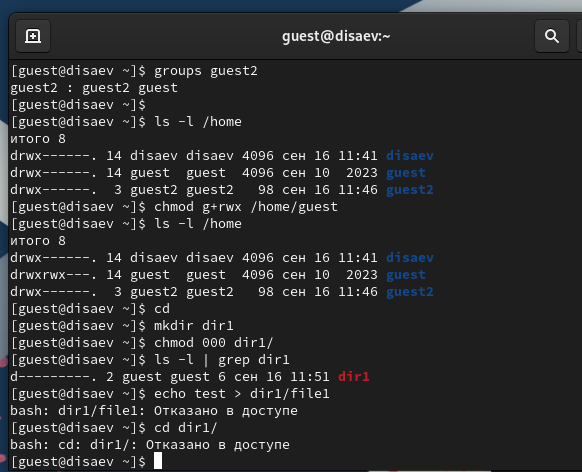 guest@disaev:~
[guest@disaev ~]$ groups guest2
guest2 : guest2 guest
[guest@disaev ~]$
[guest@disaev ~]$ ls -l /home
итого 8
drwx------. 14 disaev disaev 4096 сен 16 11:41 disaev
drwx------. 14 guest  guest  4096 сен 10  2023 guest
drwx------.  3 guest2 guest2   98 сен 16 11:46 guest2
[guest@disaev ~]$ chmod g+rwx /home/guest
[guest@disaev ~]$ ls -l /home
итого 8
drwx------. 14 disaev disaev 4096 сен 16 11:41 disaev
drwxrwx---. 14 guest  guest  4096 сен 10  2023 guest
drwx------.  3 guest2 guest2   98 сен 16 11:46 guest2
[guest@disaev ~]$ cd
[guest@disaev ~]$ mkdir dir1
[guest@disaev ~]$ chmod 000 dir1/
[guest@disaev ~]$ ls -l | grep dir1
d---------. 2 guest guest 6 сен 16 11:51 dir1
[guest@disaev ~]$ echo test > dir1/file1
bash: dir1/file1: Отказано в доступе
[guest@disaev ~]$ cd dir1/
bash: cd: dir1/: Отказано в доступе
[guest@disaev ~]$